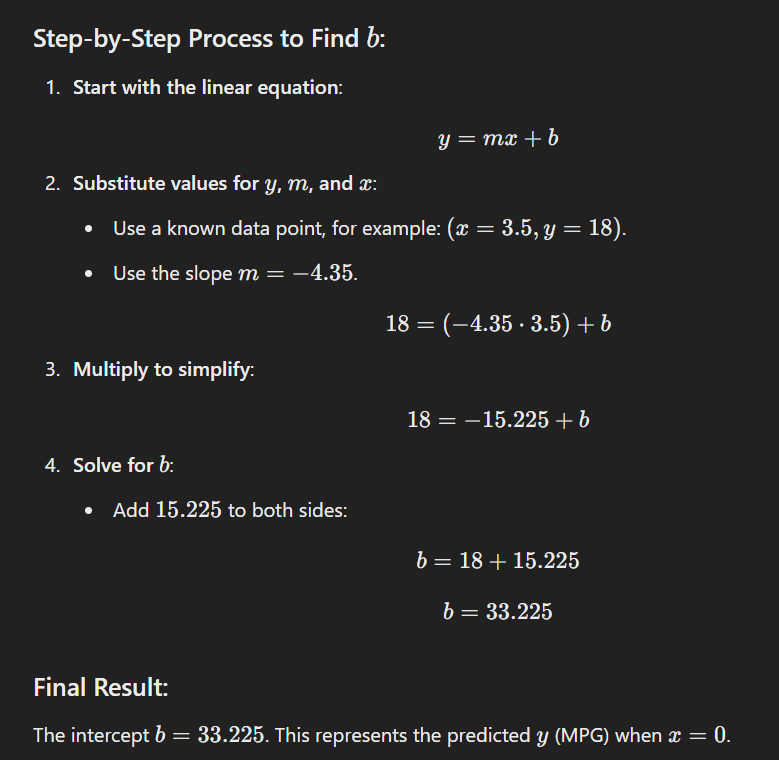 Step-by-Step Process to Find b:
1. Start with the linear equation:
y = mx + b
2. Substitute values for y, m, and x:
• Use a known data point, for example: (x = 3.5, y = 18).
• Use the slope m = −4.35.
18 = (−4.35 · 3.5) + b
3. Multiply to simplify:
18 = −15.225 + b
4. Solve for b:
• Add 15.225 to both sides:
b = 18 + 15.225
b = 33.225
Final Result:
The intercept b = 33.225. This represents the predicted y (MPG) when x = 0.